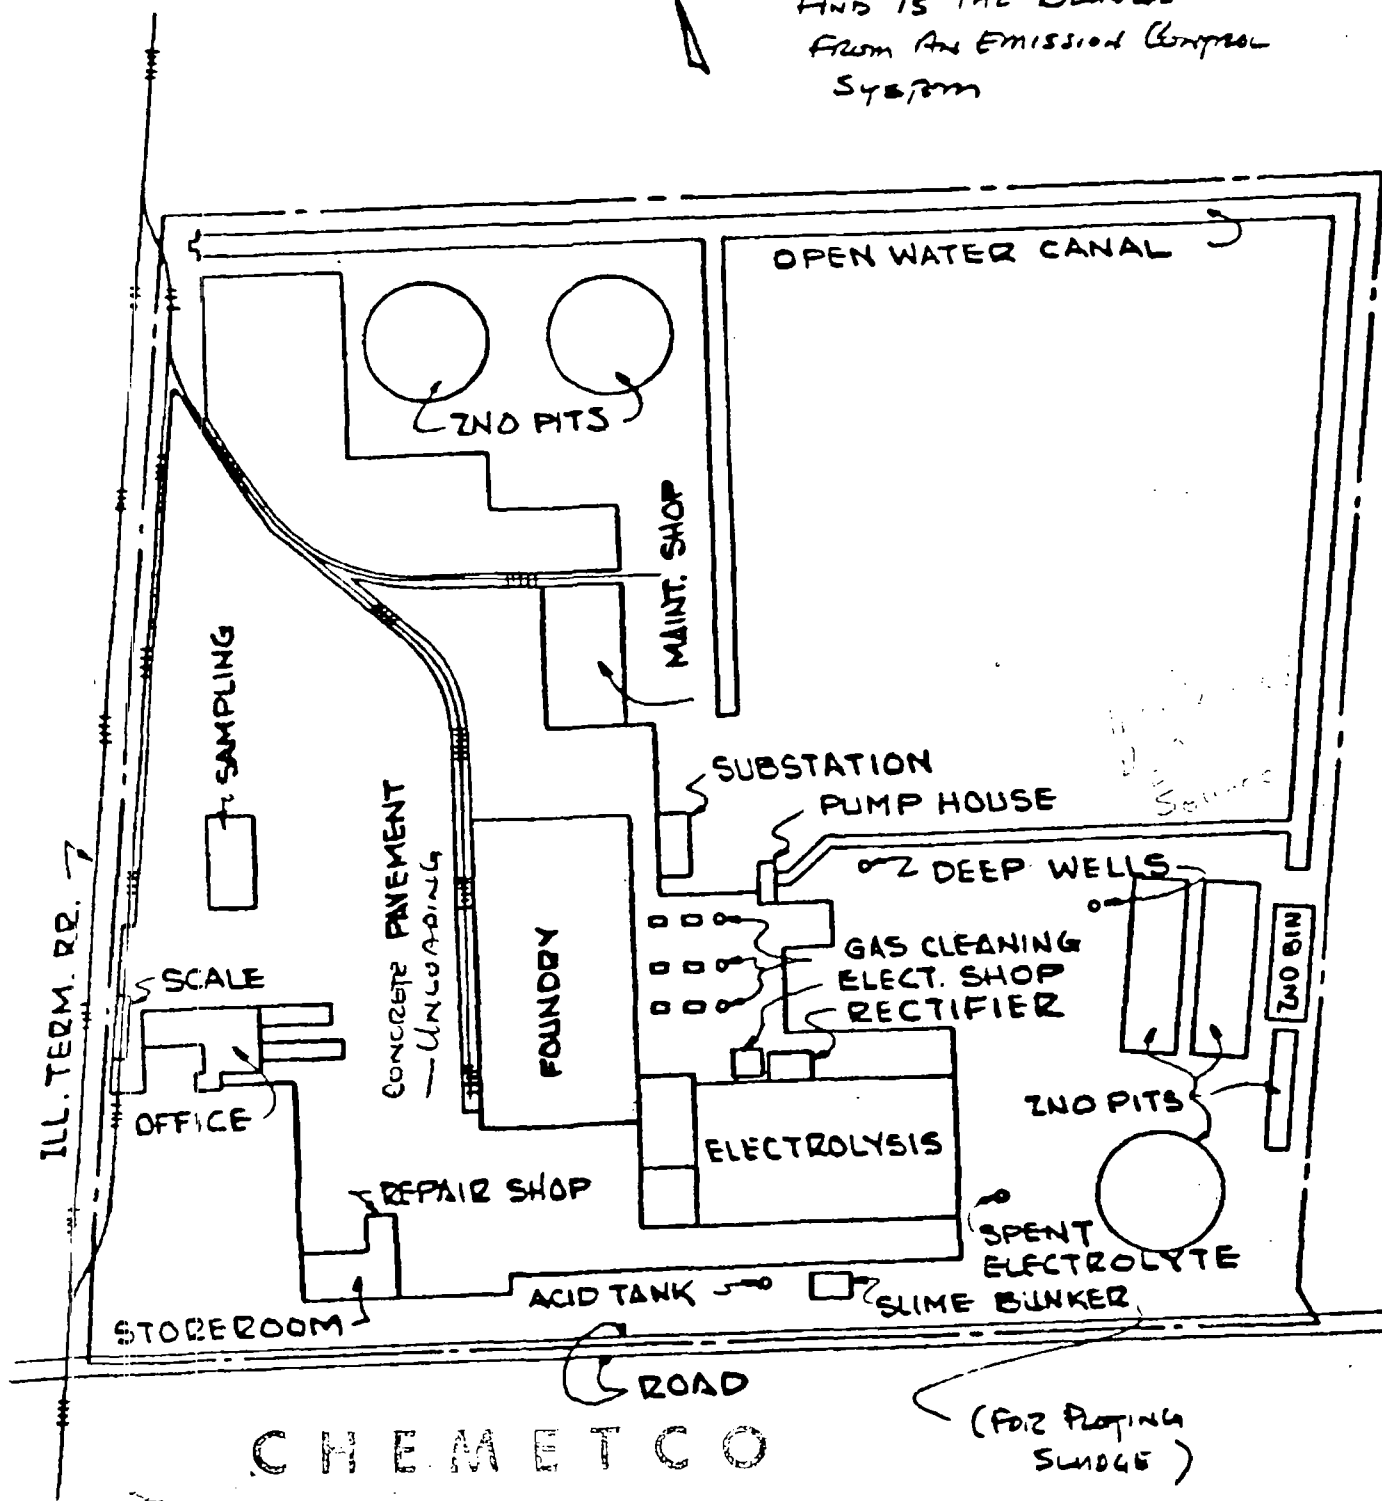 AND IS THE
FROM AN EMISSION CONTROL
SYSTEM
OPEN WATER CANAL
ZNO PITS
MAINT. SHOP
SAMPLING
SUBSTATION
PUMP HOUSE
CONCRETE PAVEMENT
— UNLOADING
DEEP WELLS
ILL. TERM. RR.
FOUNDRY
GAS CLEANING
ELECT. SHOP
RECTIFIER
ZNO BIN
SCALE
OFFICE
ZNO PITS
ELECTROLYSIS
REPAIR SHOP
SPENT
ELECTROLYTE
ACID TANK
SLIME BUNKER
STOREROOM
ROAD
(FOR PLATING
SLUDGE)
CHEMETCO